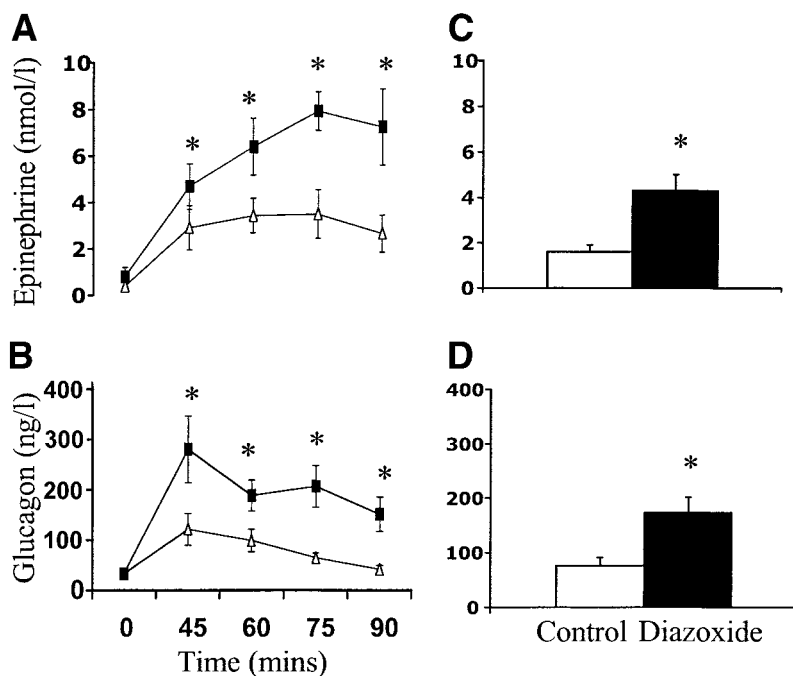 A
Epinephrine (nmol/l)
10
8
6
4
2
0
* * * *
C
10
8
6
4
2
0
*
B
Glucagon (ng/l)
400
300
200
100
0
* * * *
0 45 60 75 90
Time (mins)
D
400
300
200
100
0
*
Control Diazoxide